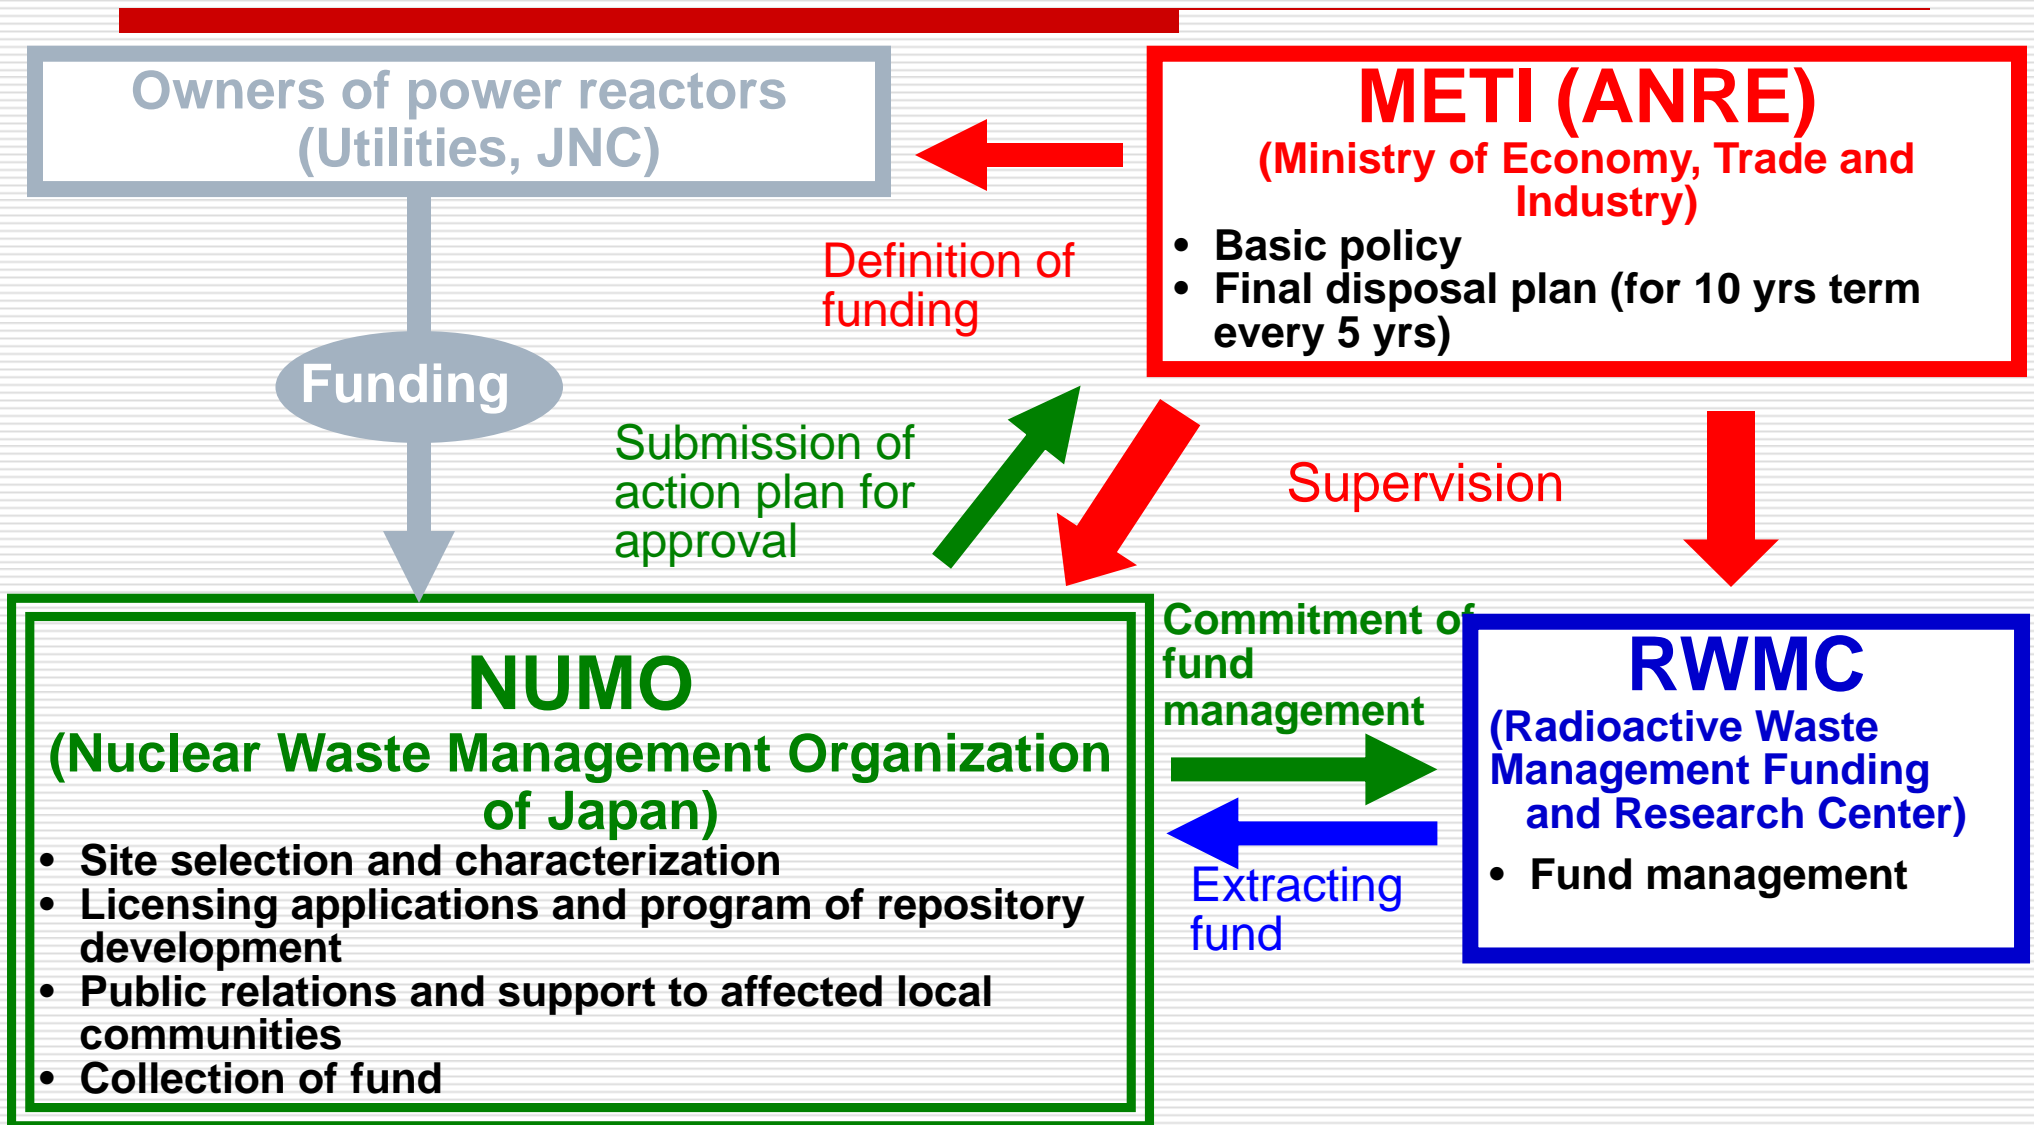 Owners of power reactors
(Utilities, JNC)
METI (ANRE)
(Ministry of Economy, Trade and
Industry)
• Basic policy
• Final disposal plan (for 10 yrs term
every 5 yrs)
Definition of
funding
Funding
Submission of
action plan for
approval
Supervision
NUMO
(Nuclear Waste Management Organization
of Japan)
• Site selection and characterization
• Licensing applications and program of repository
development
• Public relations and support to affected local
communities
• Collection of fund
Commitment of
fund
management
Extracting
fund
RWMC
(Radioactive Waste
Management Funding
and Research Center)
• Fund management